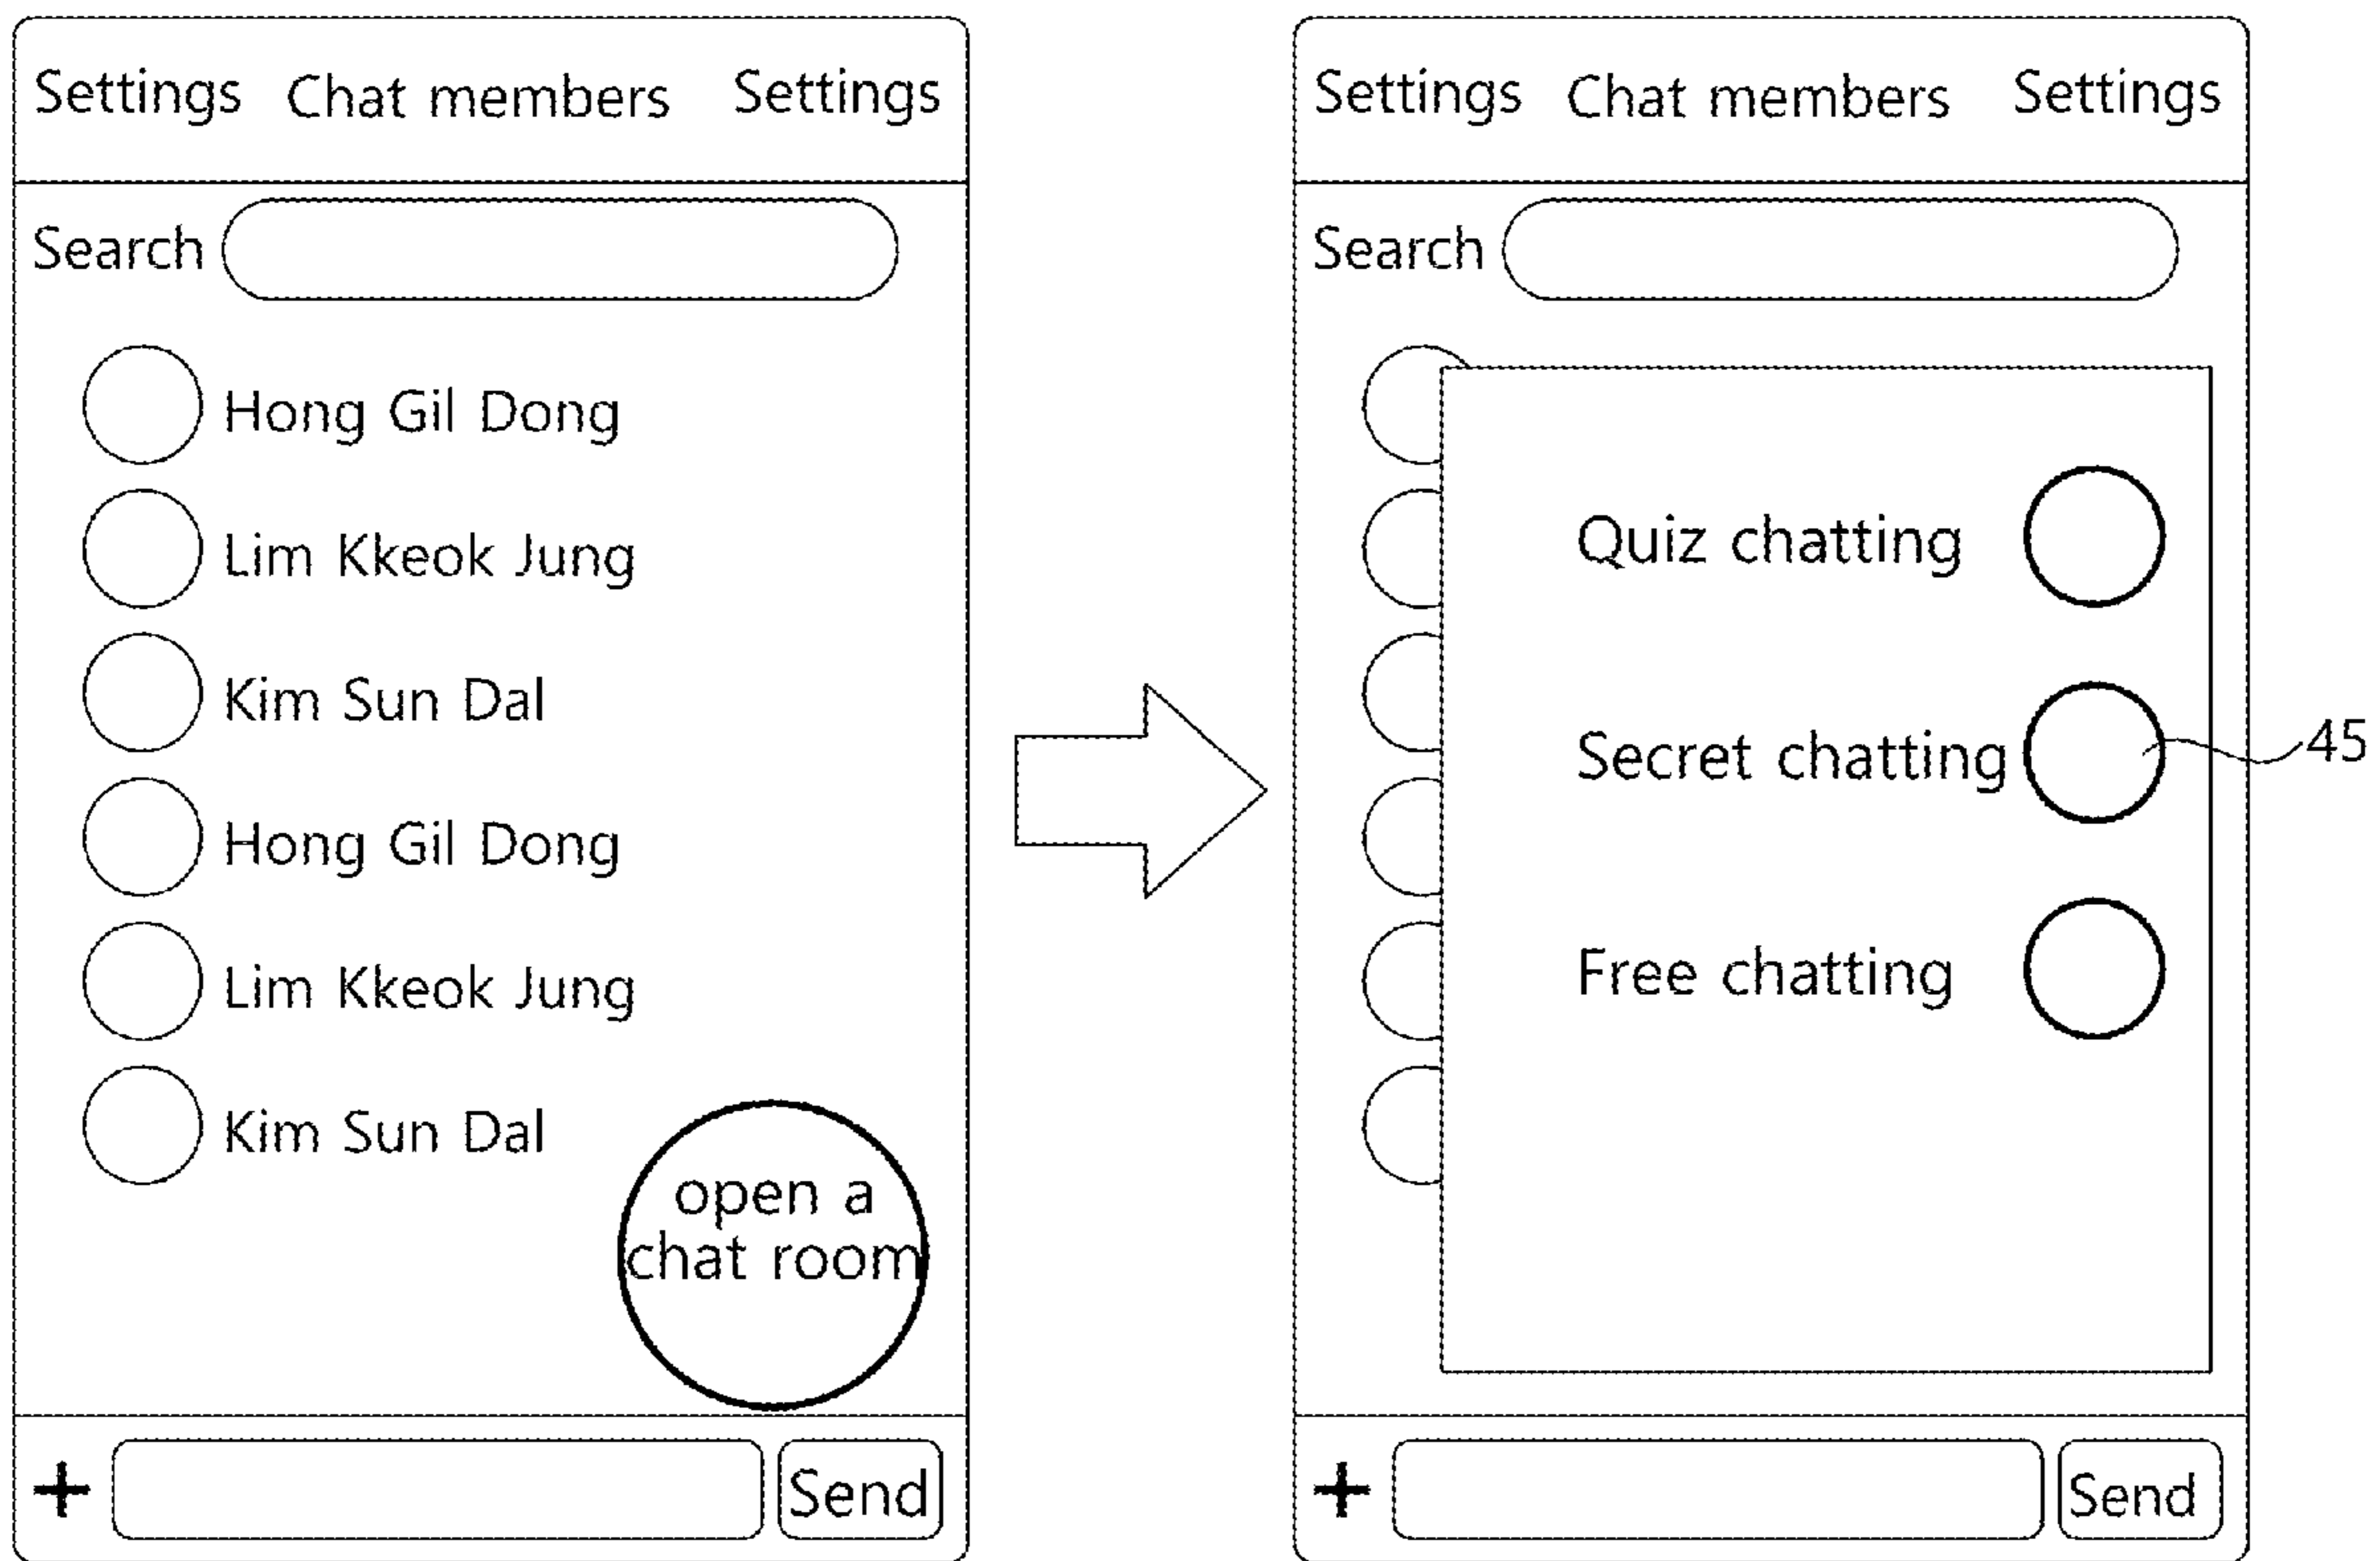 Settings Chat members Settings
Search
Hong Gil Dong
Lim Kkeok Jung
Kim Sun Dal
Hong Gil Dong
Lim Kkeok Jung
Kim Sun Dal
open a
chat room
+ Send
Settings Chat members Settings
Search
Quiz chatting
Secret chatting
45
Free chatting
+ Send